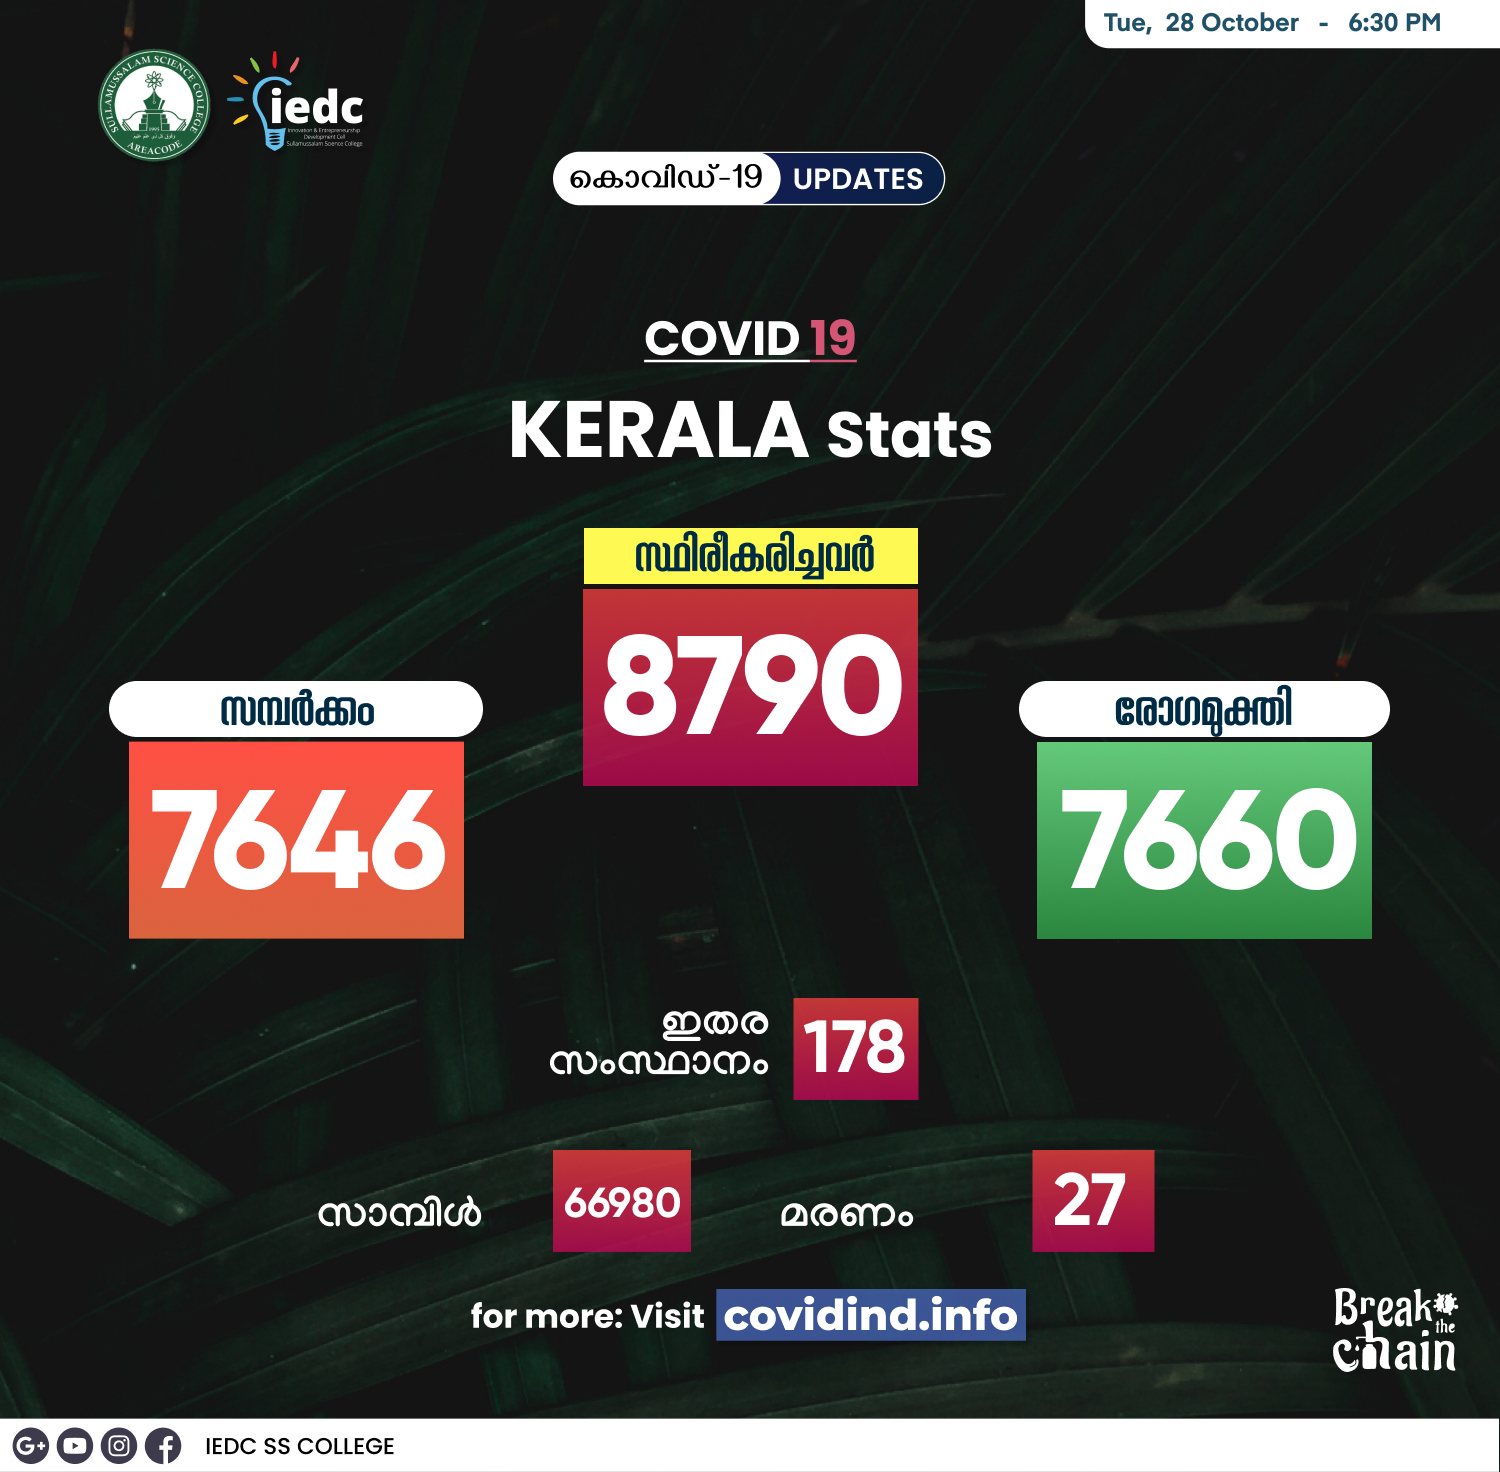 Tue, 28 October - 6:30 PM
SULLAMUSSALAM SCIENCE COLLEGE
1995
AREACODE
iedc
Innovation & Entrepreneurship
Development Cell
Sullamussalam Science College
കൊവിഡ്-19 UPDATES
COVID 19
KERALA Stats
സ്ഥിരീകരിച്ചവർ
8790
സമ്പർക്കം
7646
രോഗമുക്തി
7660
ഇതര
സംസ്ഥാനം
178
സാമ്പിൾ 66980 മരണം 27
for more: Visit covidind.info
Break
the
chain
G+ IEDC SS COLLEGE